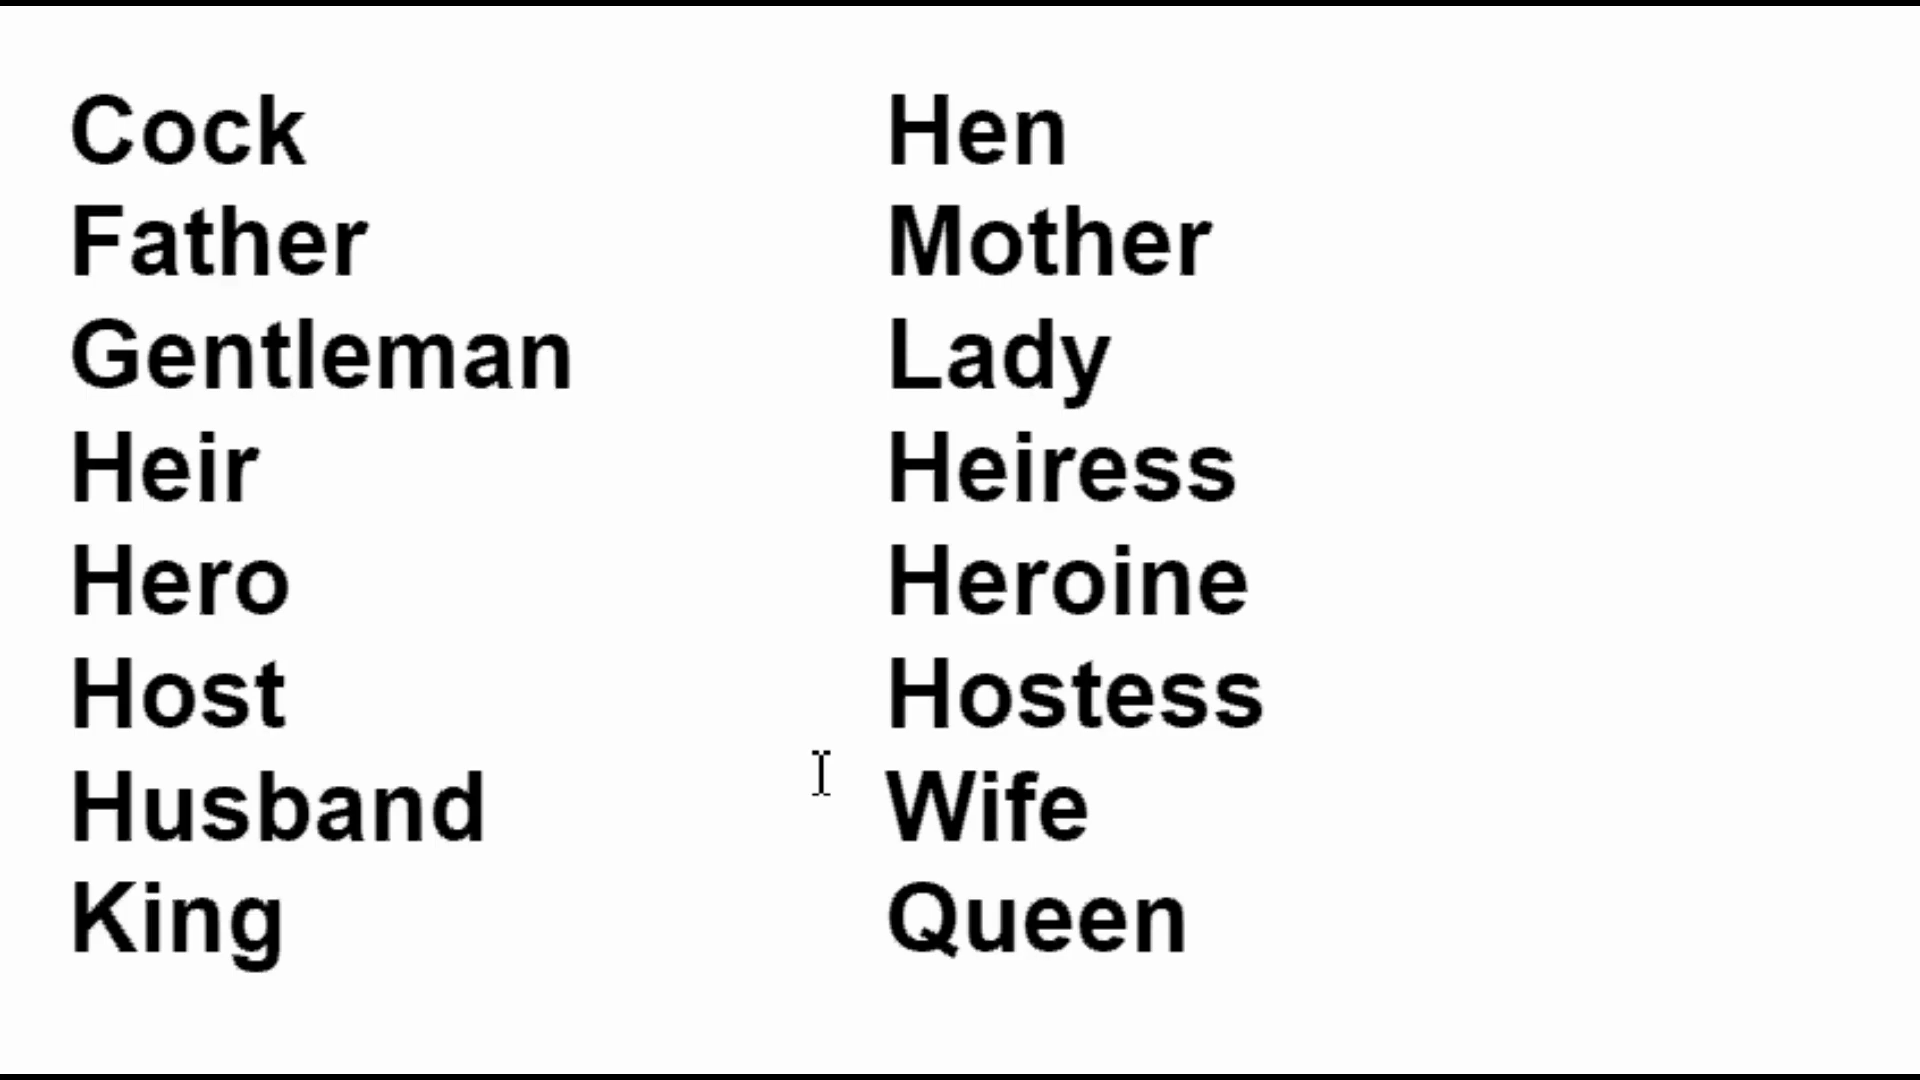 Cock Hen
Father Mother
Gentleman Lady
Heir Heiress
Hero Heroine
Host Hostess
Husband Wife
King Queen